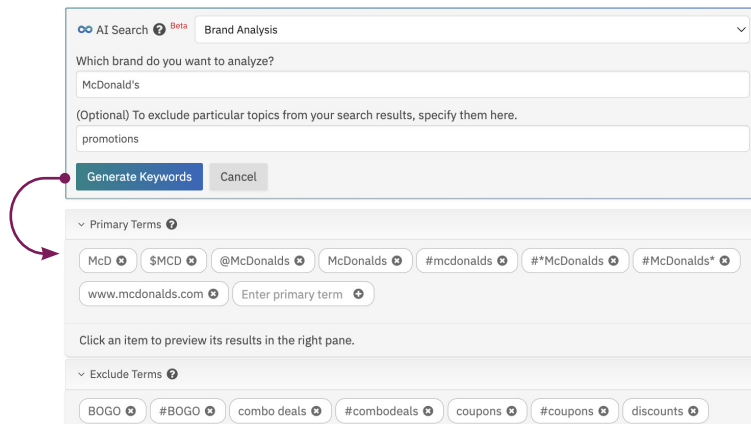 AI Search Beta Brand Analysis
Which brand do you want to analyze?
McDonald's
(Optional) To exclude particular topics from your search results, specify them here.
promotions
Generate Keywords Cancel
Primary Terms
McD $MCD @McDonalds McDonalds #mcdonalds #*McDonalds #McDonalds*
www.mcdonalds.com Enter primary term
Click an item to preview its results in the right pane.
Exclude Terms
BOGO #BOGO combo deals #combodeals coupons #coupons discounts